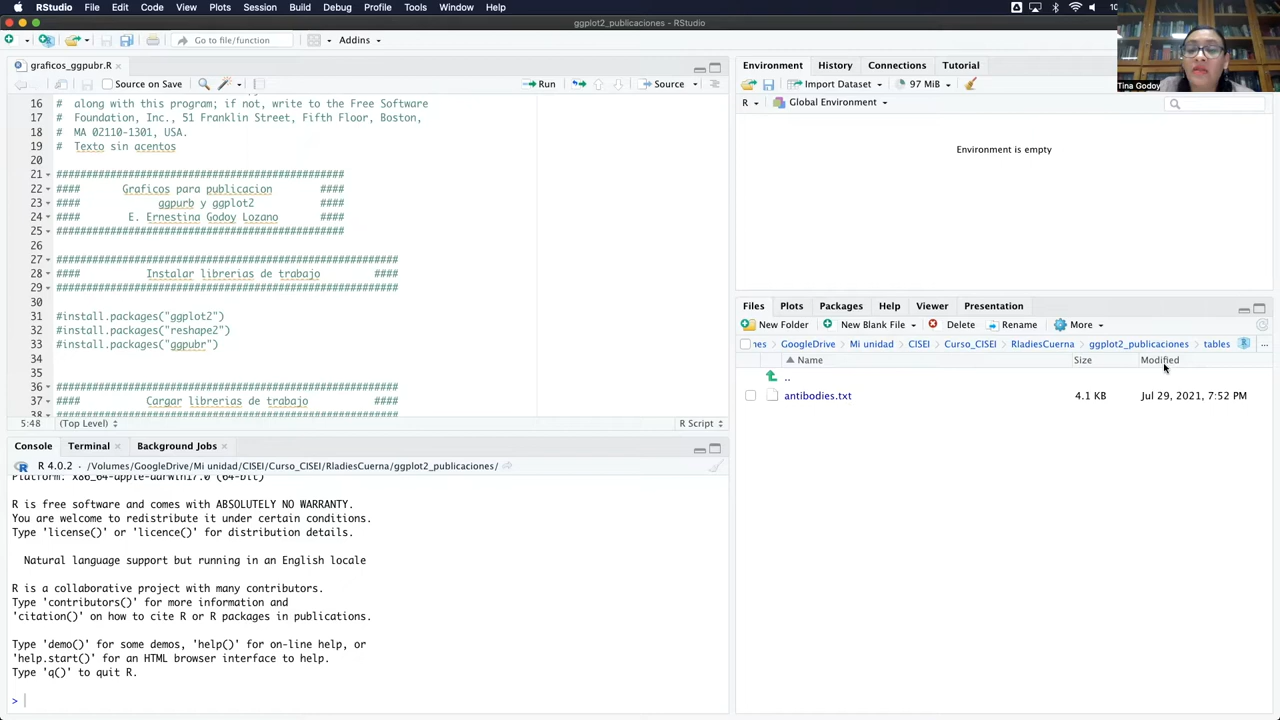 RStudio File Edit Code View Plots Session Build Debug Profile Tools Window Help
ggplot2_publicaciones - RStudio
Go to file/function Addins
graficos_ggpubr.R
Source on Save Run Source
16 # along with this program; if not, write to the Free Software
17 # Foundation, Inc., 51 Franklin Street, Fifth Floor, Boston,
18 # MA 02110-1301, USA.
19 # Texto sin acentos
20
21 ################################################
22 #### Graficos para publicacion ####
23 #### ggpurb y ggplot2 ####
24 #### E. Ernestina Godoy Lozano ####
25 ################################################
26
27 #########################################################
28 #### Instalar librerias de trabajo ####
29 #########################################################
30
31 #install.packages("ggplot2")
32 #install.packages("reshape2")
33 #install.packages("ggpubr")
34
35
36 #########################################################
37 #### Cargar librerias de trabajo ####
38 #########################################################
5:48 (Top Level) R Script
Console Terminal Background Jobs
R 4.0.2 · /Volumes/GoogleDrive/Mi unidad/CISEI/Curso_CISEI/RladiesCuerna/ggplot2_publicaciones/
Platform: x86_64-apple-darwin17.0 (64-bit)
R is free software and comes with ABSOLUTELY NO WARRANTY.
You are welcome to redistribute it under certain conditions.
Type 'license()' or 'licence()' for distribution details.
Natural language support but running in an English locale
R is a collaborative project with many contributors.
Type 'contributors()' for more information and
'citation()' on how to cite R or R packages in publications.
Type 'demo()' for some demos, 'help()' for on-line help, or
'help.start()' for an HTML browser interface to help.
Type 'q()' to quit R.
>
Tina Godoy
Environment History Connections Tutorial
Import Dataset 97 MiB
R Global Environment
Environment is empty
Files Plots Packages Help Viewer Presentation
New Folder New Blank File Delete Rename More
nes GoogleDrive Mi unidad CISEI Curso_CISEI RladiesCuerna ggplot2_publicaciones tables ...
Name Size Modified
..
antibodies.txt 4.1 KB Jul 29, 2021, 7:52 PM